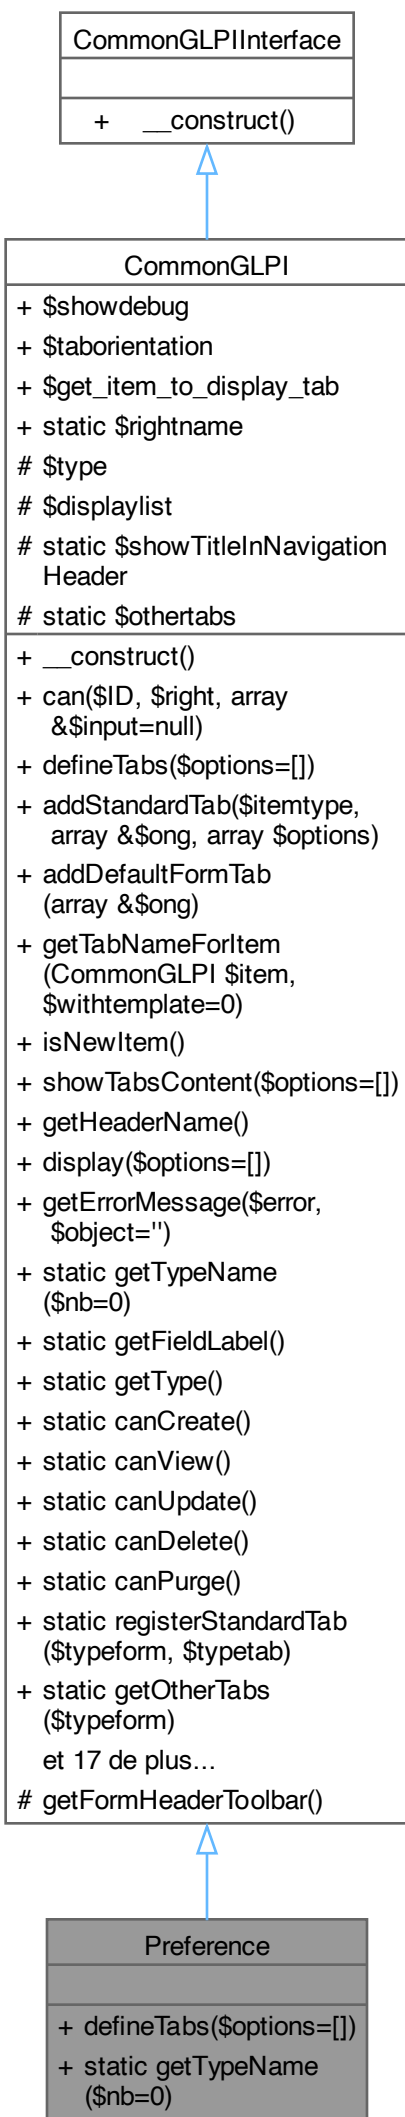 CommonGLPIInterface
+ __construct()
CommonGLPI
+ $showdebug
+ $taborientation
+ $get_item_to_display_tab
+ static $rightname
# $type
# $displaylist
# static $showTitleInNavigation
Header
# static $othertabs
+ __construct()
+ can($ID, $right, array
&$input=null)
+ defineTabs($options=[])
+ addStandardTab($itemtype,
array &$ong, array $options)
+ addDefaultFormTab
(array &$ong)
+ getTabNameForItem
(CommonGLPI $item,
$withtemplate=0)
+ isNewItem()
+ showTabsContent($options=[])
+ getHeaderName()
+ display($options=[])
+ getErrorMessage($error,
$object='')
+ static getTypeName
($nb=0)
+ static getFieldLabel()
+ static getType()
+ static canCreate()
+ static canView()
+ static canUpdate()
+ static canDelete()
+ static canPurge()
+ static registerStandardTab
($typeform, $typetab)
+ static getOtherTabs
($typeform)
et 17 de plus...
# getFormHeaderToolbar()
Preference
+ defineTabs($options=[])
+ static getTypeName
($nb=0)